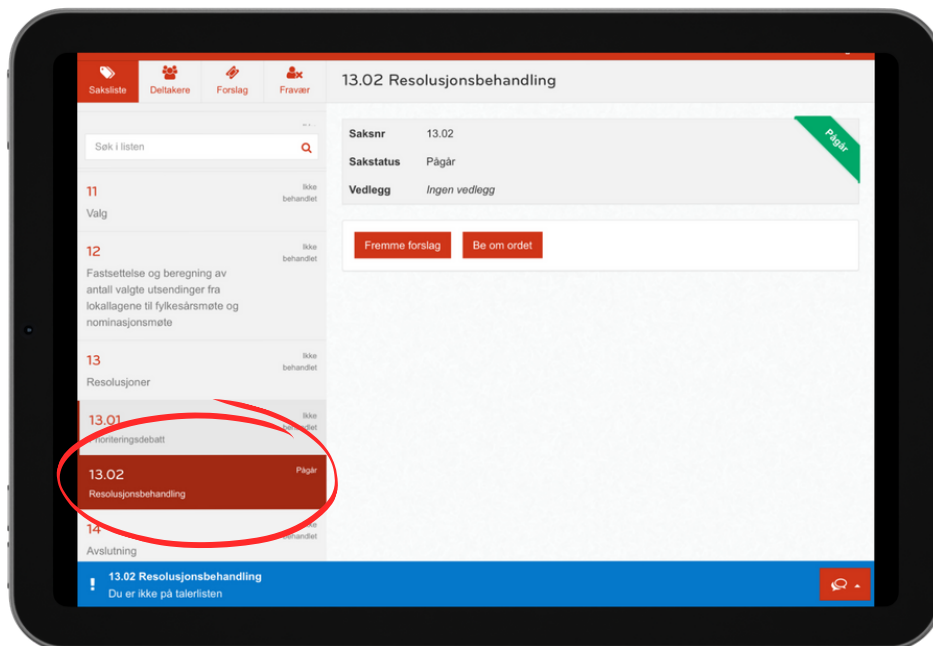 Saksliste
Deltakere
Forslag
Fravær
Søk i listen
11
Ikke
behandlet
Valg
12
Ikke
behandlet
Fastsettelse og beregning av
antall valgte utsendinger fra
lokallagene til fylkesårsmøte og
nominasjonsmøte
13
Ikke
behandlet
Resolusjoner
13.01
Ikke
behandlet
Prioriteringsdebatt
13.02
Pågår
Resolusjonsbehandling
14
Ikke
behandlet
Avslutning
13.02 Resolusjonsbehandling
Saksnr 13.02
Sakstatus Pågår
Vedlegg Ingen vedlegg
Pågår
Fremme forslag
Be om ordet
13.02 Resolusjonsbehandling
Du er ikke på talerlisten